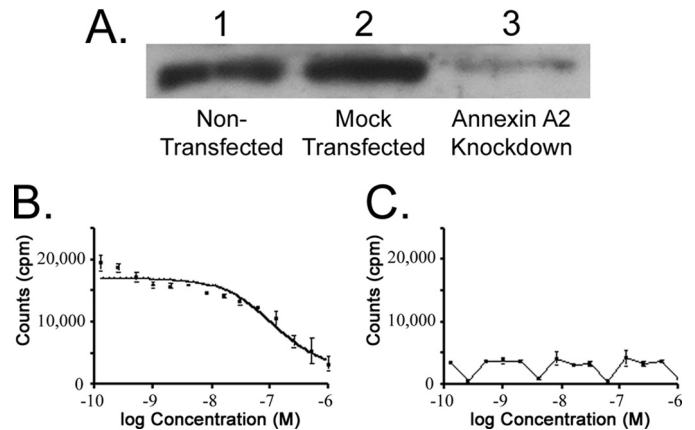 A.
1 2 3
Non-
Transfected
Mock
Transfected
Annexin A2
Knockdown
B.
Counts (cpm)
20,000
10,000
0
-10 -9 -8 -7 -6
log Concentration (M)
C.
Counts (cpm)
20,000
10,000
0
-10 -9 -8 -7 -6
log Concentration (M)